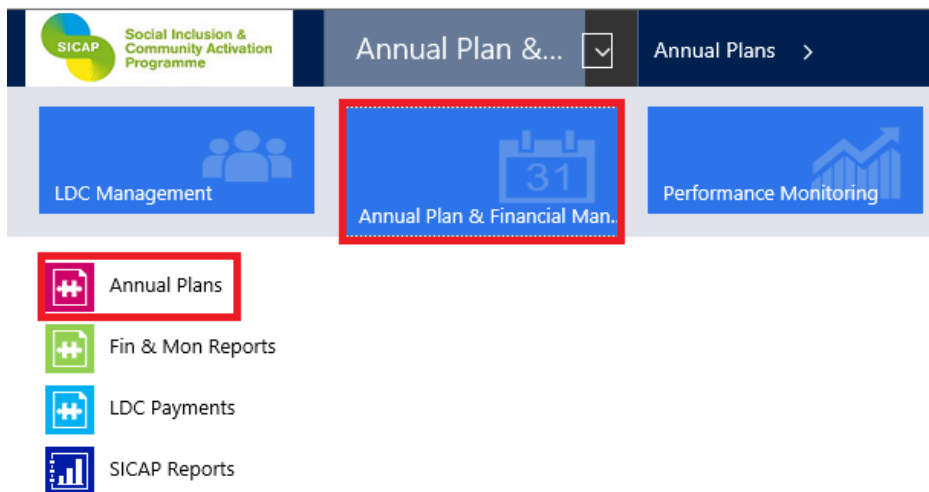 SICAP
Social Inclusion &
Community Activation
Programme
Annual Plan &...
Annual Plans >
LDC Management
31
Annual Plan & Financial Man..
Performance Monitoring
Annual Plans
Fin & Mon Reports
LDC Payments
SICAP Reports